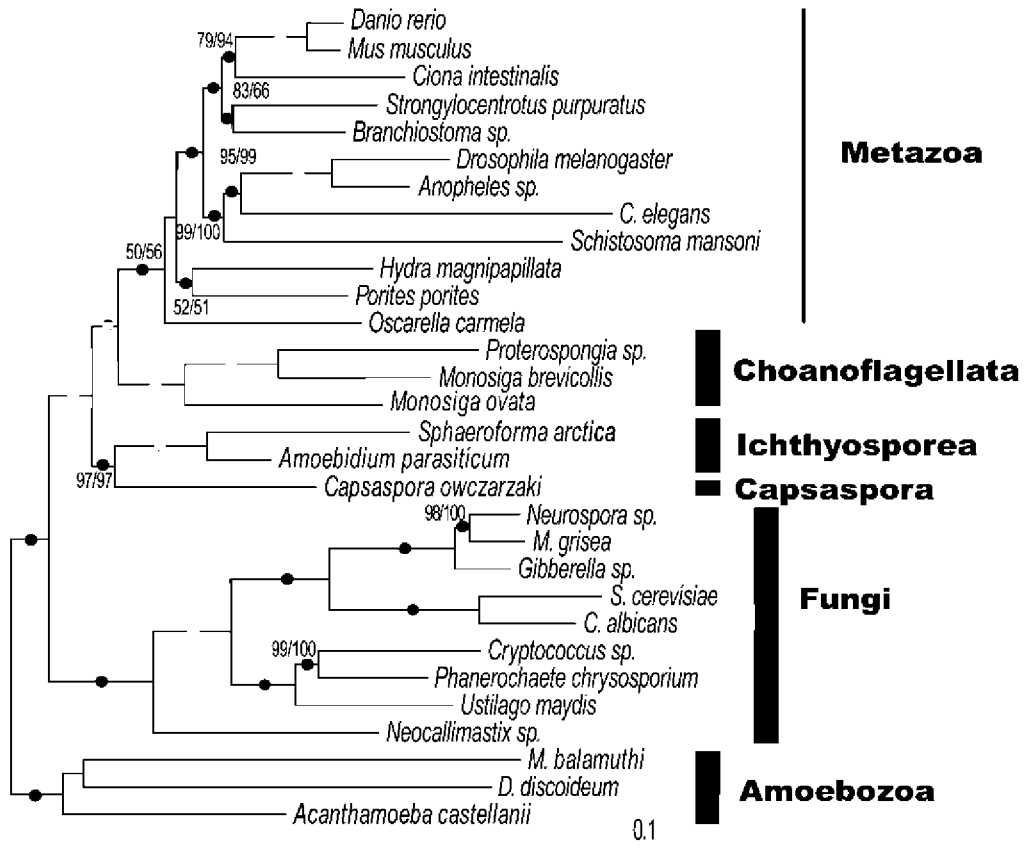 Danio rerio
79/94
Mus musculus
Ciona intestinalis
83/66
Strongylocentrotus purpuratus
Branchiostoma sp.
Metazoa
95/99
Drosophila melanogaster
Anopheles sp.
C. elegans
99/100
Schistosoma mansoni
50/56
Hydra magnipapillata
52/51
Porites porites
Oscarella carmela
Proterospongia sp.
Choanoflagellata
Monosiga brevicollis
Monosiga ovata
Sphaeroforma arctica
Ichthyosporea
Amoebidium parasiticum
97/97
Capsaspora owczarzaki
Capsaspora
98/100
Neurospora sp.
M. grisea
Gibberella sp.
S. cerevisiae
Fungi
C. albicans
99/100
Cryptococcus sp.
Phanerochaete chrysosporium
Ustilago maydis
Neocallimastix sp.
M. balamuthi
D. discoideum
Amoebozoa
Acanthamoeba castellanii
0.1